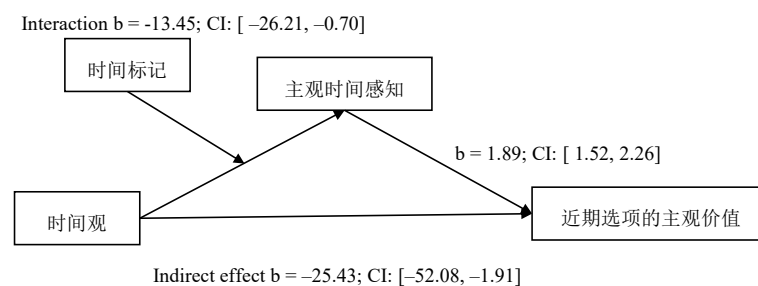 Interaction b = -13.45; CI: [ –26.21, –0.70]
时间标记
主观时间感知
b = 1.89; CI: [ 1.52, 2.26]
时间观
近期选项的主观价值
Indirect effect b = –25.43; CI: [–52.08, –1.91]